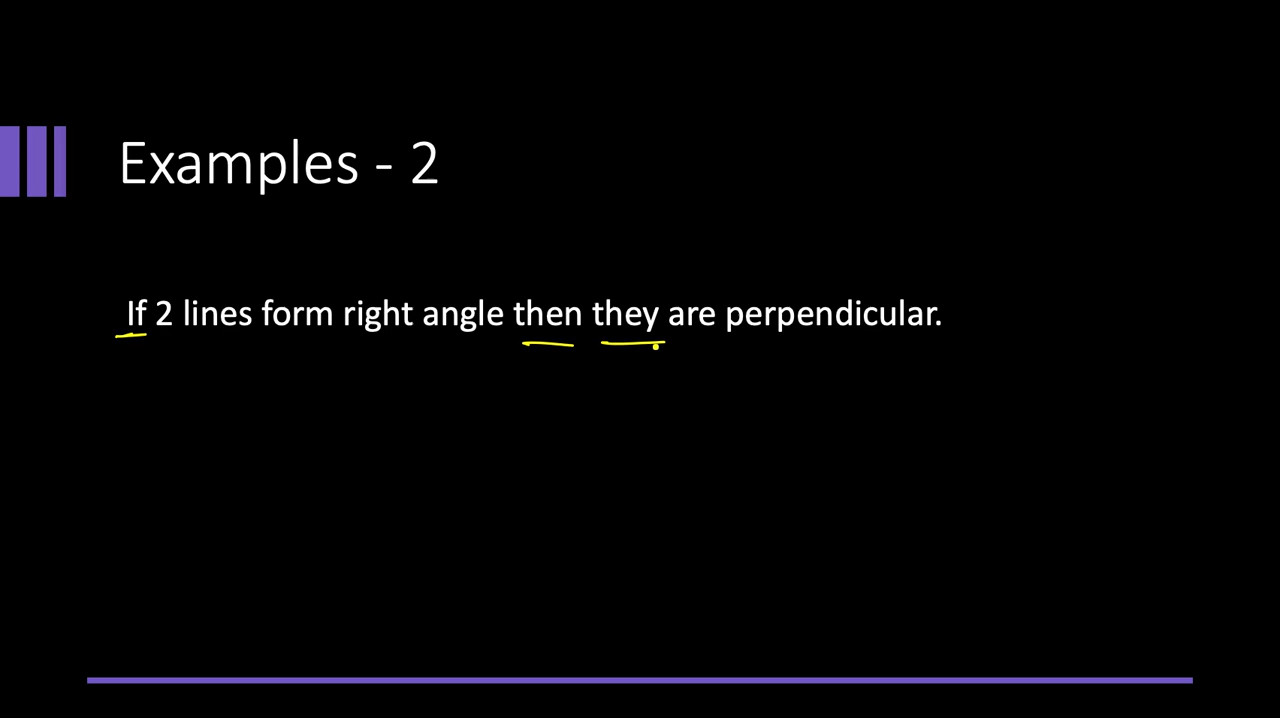 Examples - 2
If 2 lines form right angle then they are perpendicular.